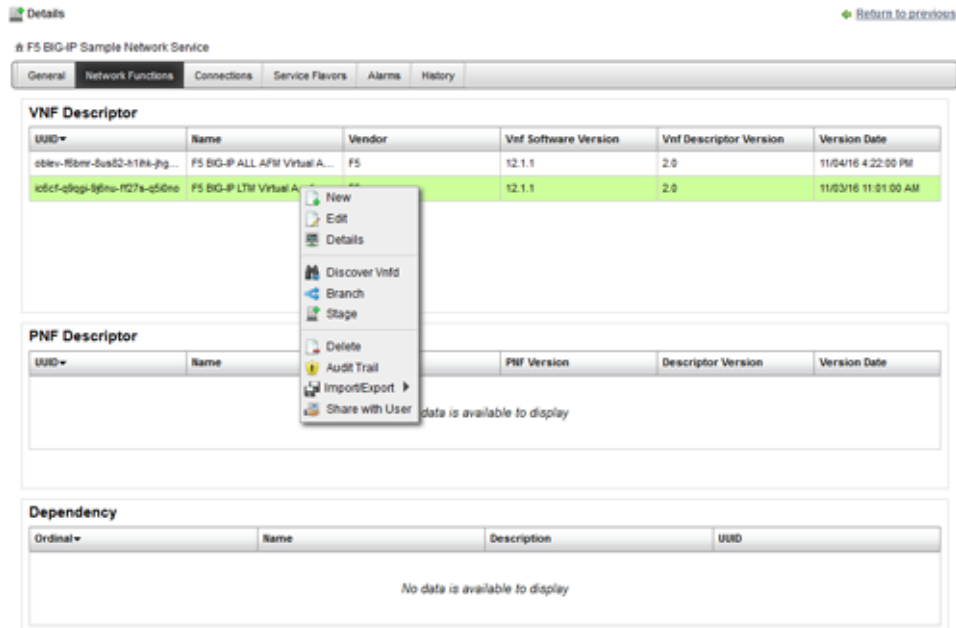 Details
Return to previous
F5 BIG-IP Sample Network Service
General Network Functions Connections Service Flavors Alarms History
VNF Descriptor
UUID Name Vendor Vnf Software Version Vnf Descriptor Version Version Date
F5 BIG-IP ALL AFM Virtual A... F5 12.1.1 2.0 11/04/16 4:22:00 PM
F5 BIG-IP LTM Virtual 12.1.1 2.0 11/03/16 11:01:00 AM
New
Edit
Details
Discover Vnfd
Branch
Stage
Delete
Audit Trail
Import/Export
Share with User
PNF Descriptor
UUID Name PNF Version Descriptor Version Version Date
data is available to display
Dependency
Ordinal Name Description UUID
No data is available to display